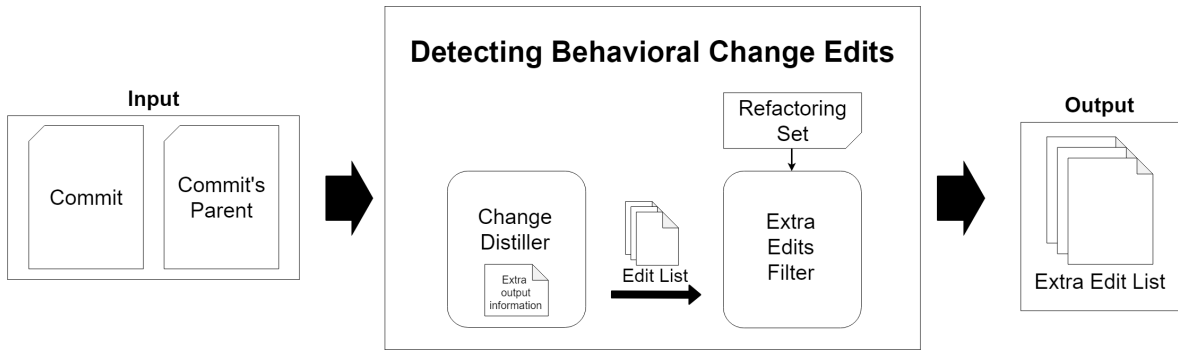 Input
Commit
Commit's
Parent
Detecting Behavioral Change Edits
Refactoring
Set
Change
Distiller
Extra
output
information
Edit List
Extra
Edits
Filter
Output
Extra Edit List